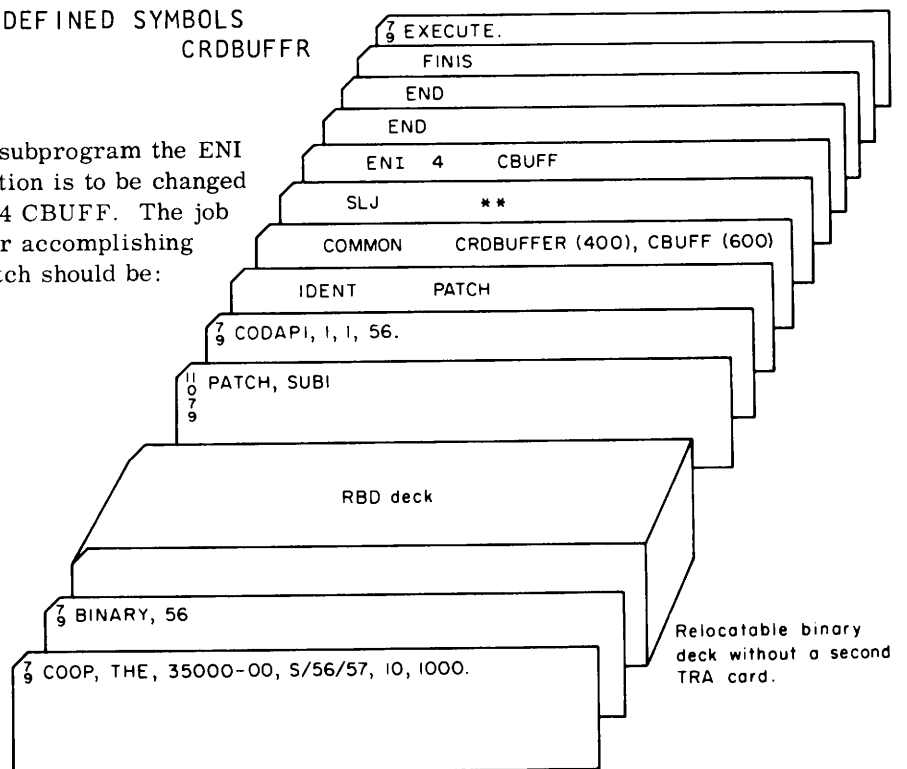 DEFINED SYMBOLS
CRDBUFFR
subprogram the ENI
tion is to be changed
4 CBUFF. The job
r accomplishing
tch should be:
7 9 EXECUTE.
FINIS
END
END
ENI 4 CBUFF
SLJ **
COMMON CRDBUFFER (400), CBUFF (600)
IDENT PATCH
7 9 CODAP1, 1, 1, 56.
11 0 7 9 PATCH, SUB1
RBD deck
7 9 BINARY, 56
Relocatable binary
deck without a second
TRA card.
7 9 COOP, THE, 35000-00, S/56/57, 10, 1000.